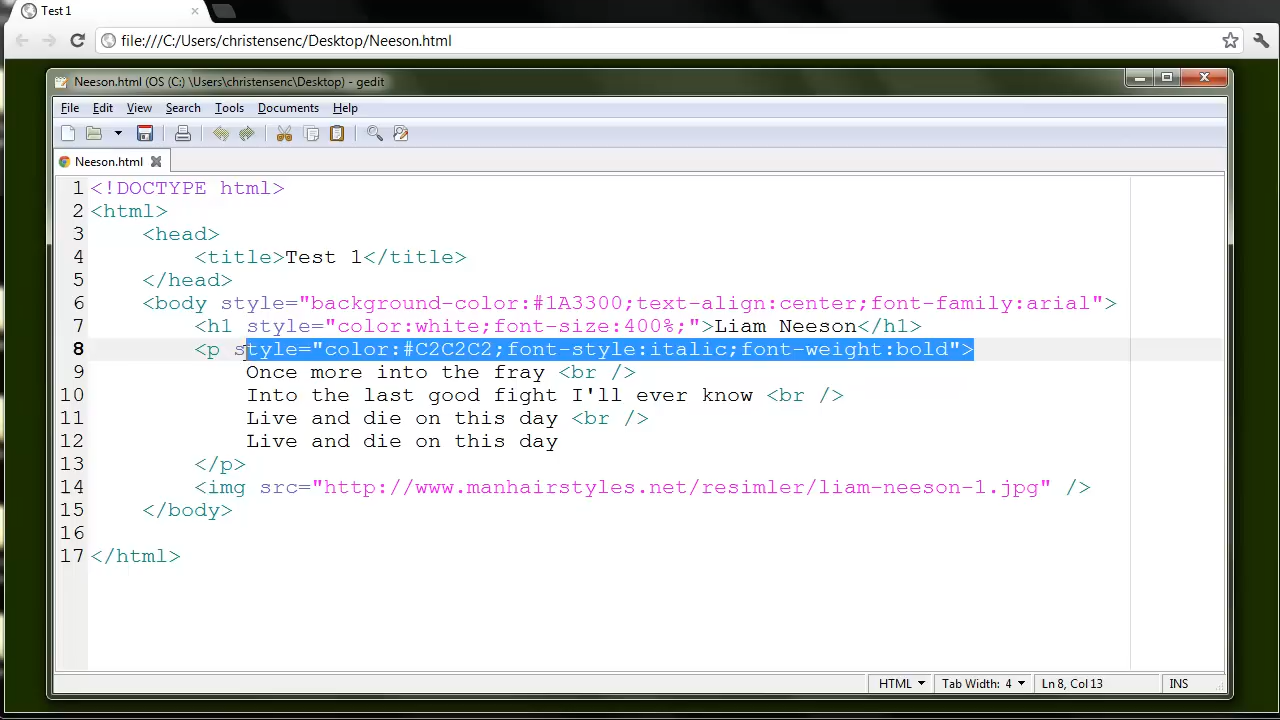 Test 1
file:///C:/Users/christensenc/Desktop/Neeson.html
Neeson.html (OS (C:) \Users\christensenc\Desktop) - gedit
File Edit View Search Tools Documents Help
Neeson.html
1 <!DOCTYPE html>
2 <html>
3 <head>
4 <title>Test 1</title>
5 </head>
6 <body style="background-color:#1A3300;text-align:center;font-family:arial">
7 <h1 style="color:white;font-size:400%;">Liam Neeson</h1>
8 <p style="color:#C2C2C2;font-style:italic;font-weight:bold">
9 Once more into the fray <br />
10 Into the last good fight I'll ever know <br />
11 Live and die on this day <br />
12 Live and die on this day
13 </p>
14 <img src="http://www.manhairstyles.net/resimler/liam-neeson-1.jpg" />
15 </body>
16
17 </html>
HTML Tab Width: 4 Ln 8, Col 13 INS